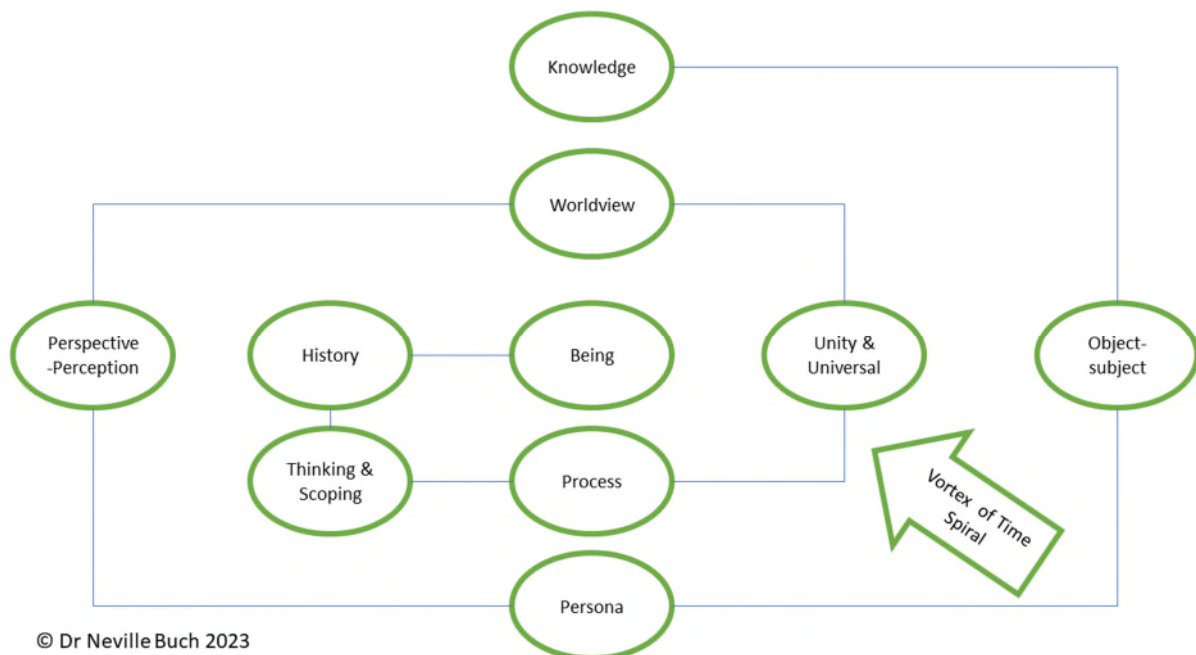 Knowledge
Worldview
Perspective
-Perception
History
Being
Unity &
Universal
Object-
subject
Thinking &
Scoping
Process
Vortex of Time
Spiral
Persona
© Dr Neville Buch 2023